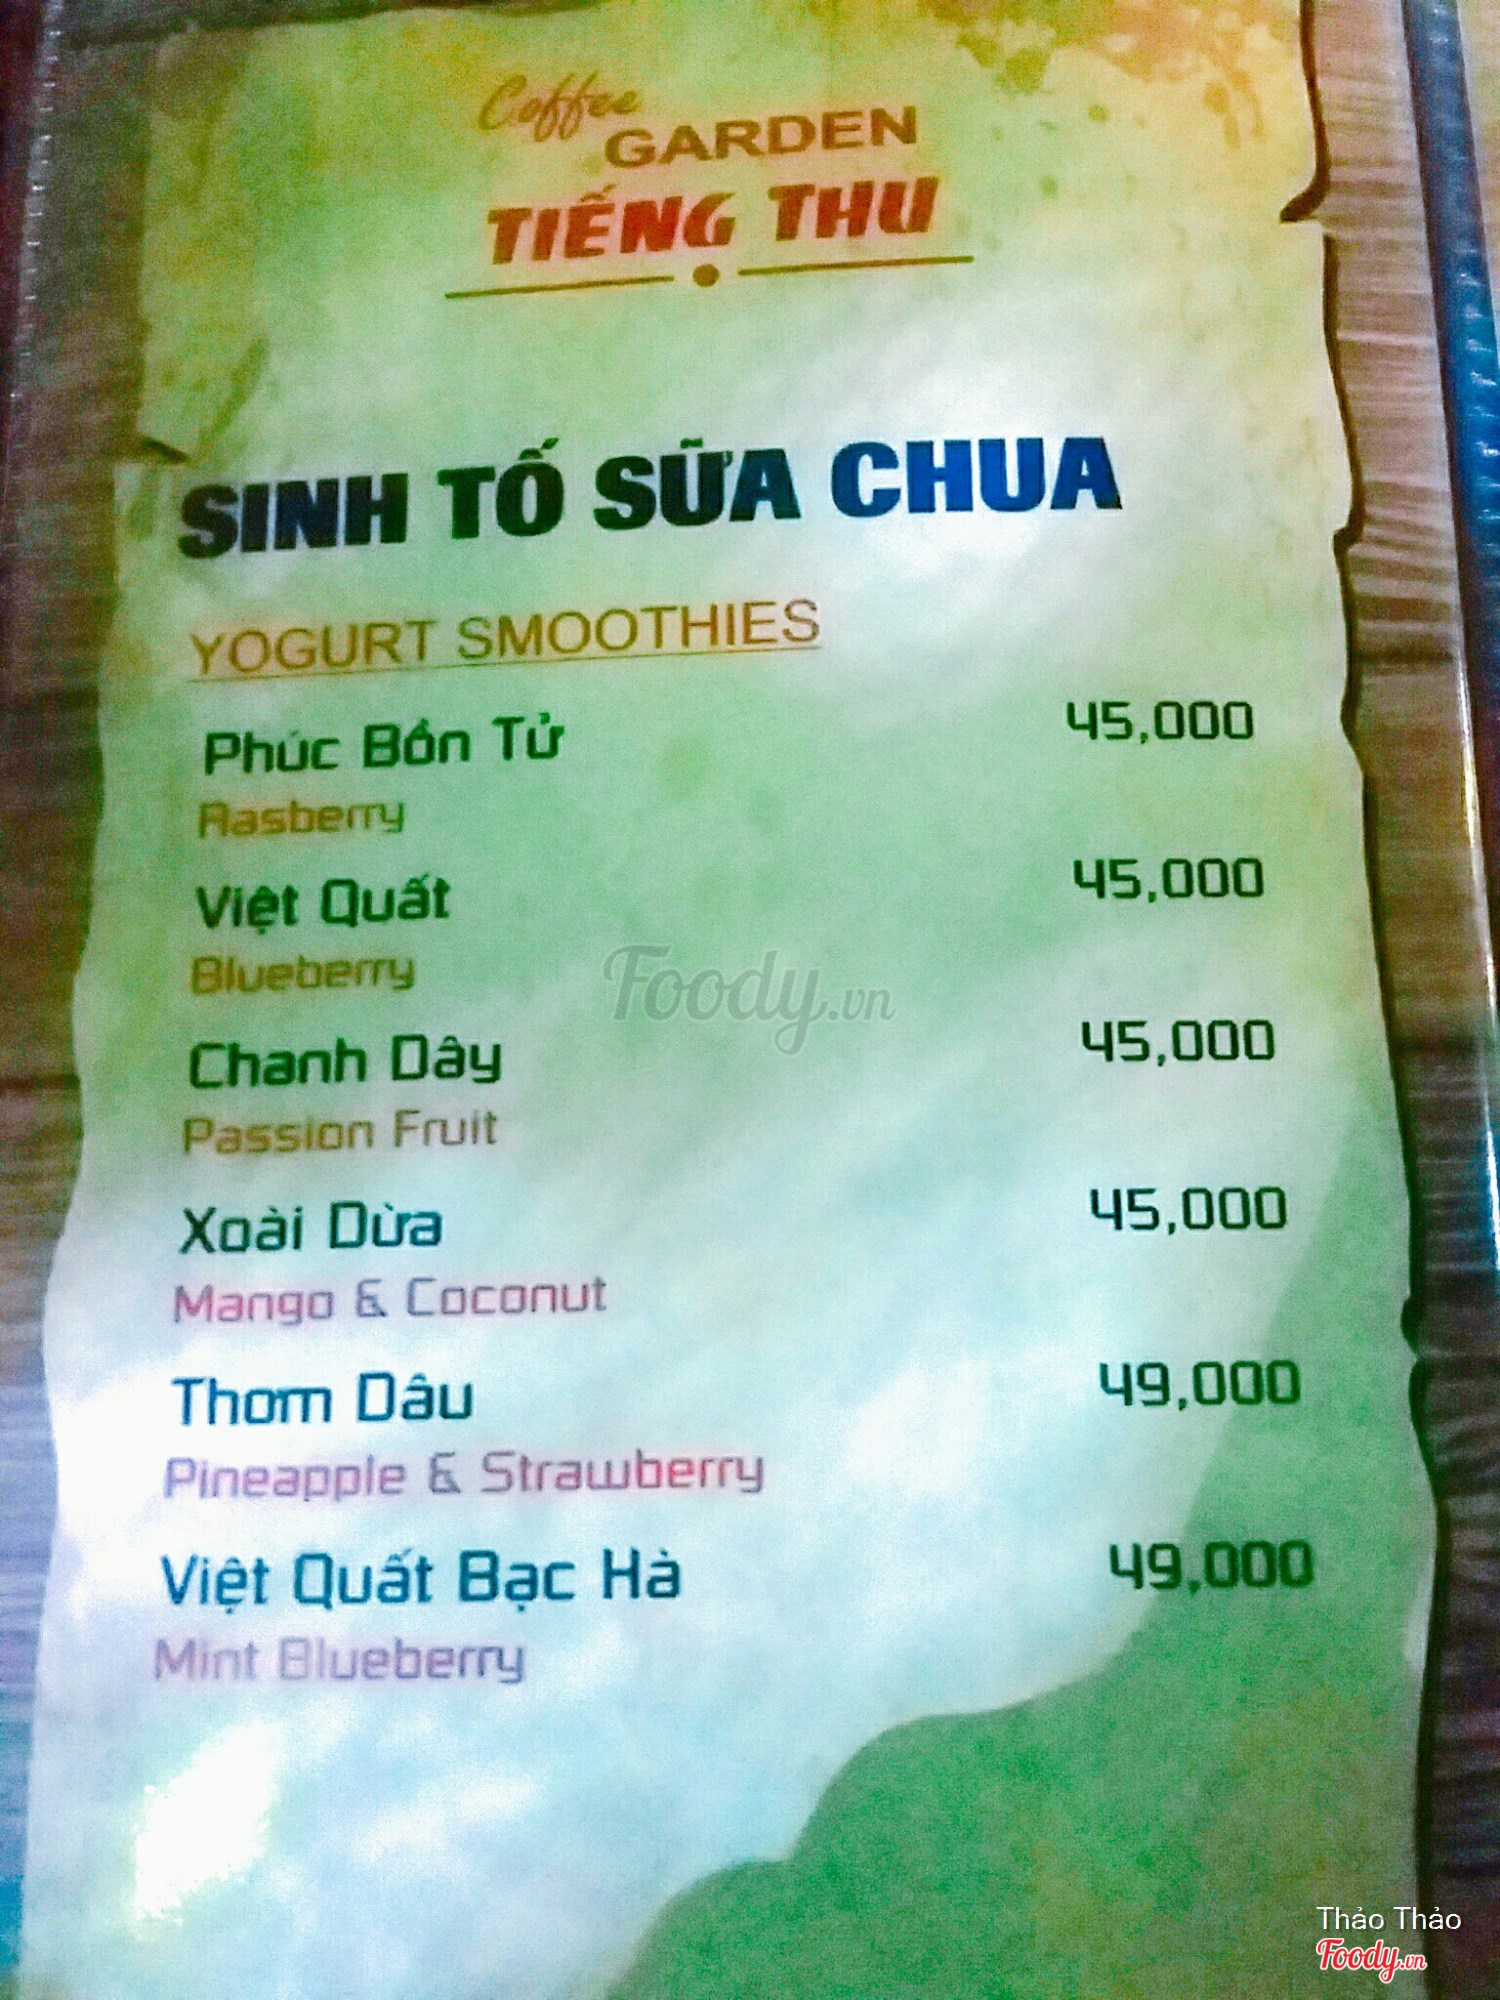 Coffee
GARDEN
TIẾNG THU
SINH TỐ SỮA CHUA
YOGURT SMOOTHIES
Phúc Bồn Tử 45,000
Rasberry
Việt Quất 45,000
Blueberry
Foody.vn
Chanh Dây 45,000
Passion Fruit
Xoài Dừa 45,000
Mango & Coconut
Thơm Dâu 49,000
Pineapple & Strawberry
Việt Quất Bạc Hà 49,000
Mint Blueberry
Thảo Thảo
Foody.vn